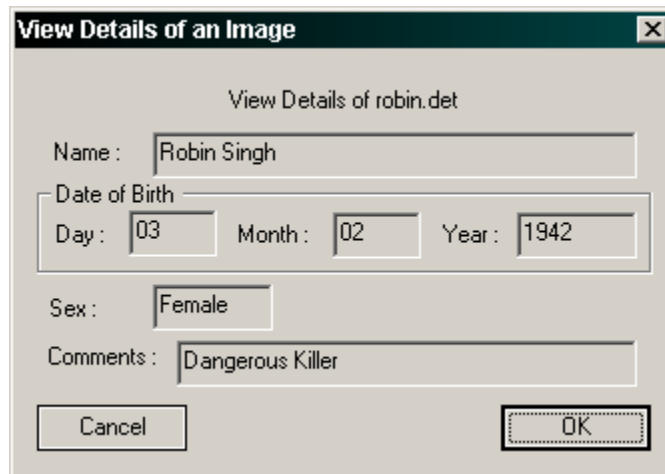 View Details of an Image
View Details of robin.det
Name : Robin Singh
Date of Birth
Day : 03 Month : 02 Year : 1942
Sex : Female
Comments : Dangerous Killer
Cancel OK